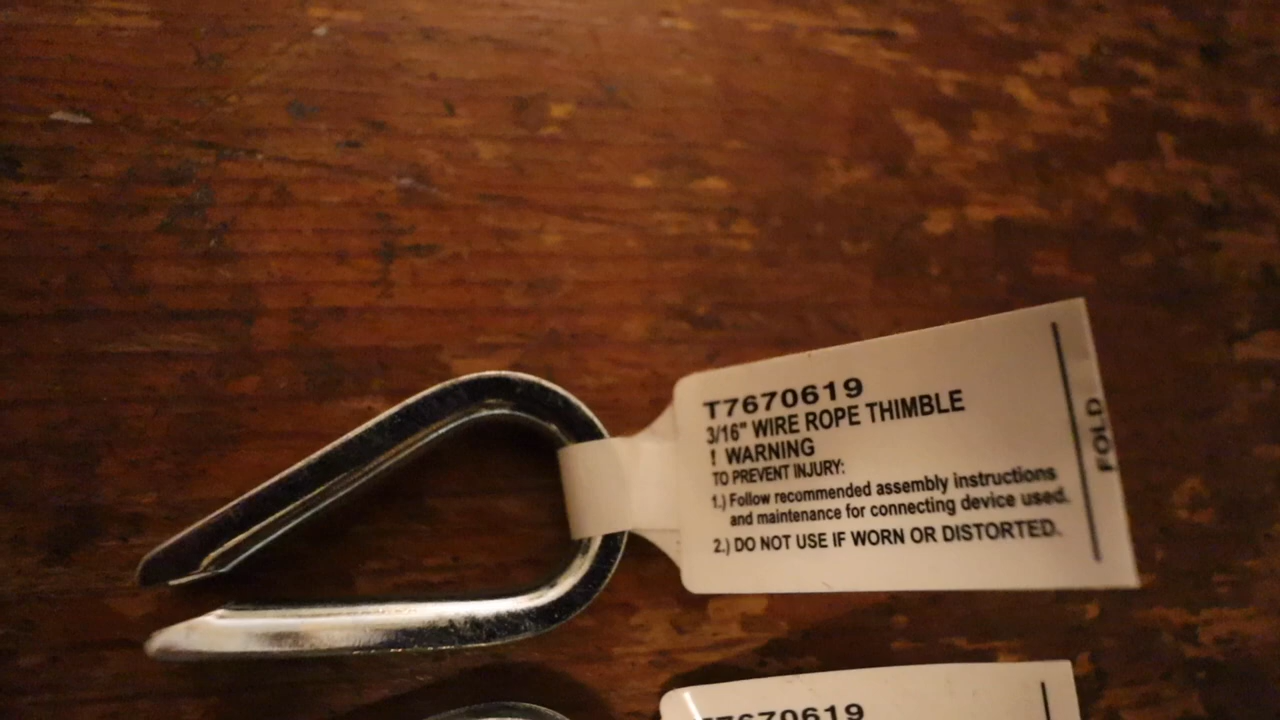 T7670619
3/16" WIRE ROPE THIMBLE
! WARNING
TO PREVENT INJURY:
1.) Follow recommended assembly instructions
and maintenance for connecting device used.
2.) DO NOT USE IF WORN OR DISTORTED.
FOLD
T7670619